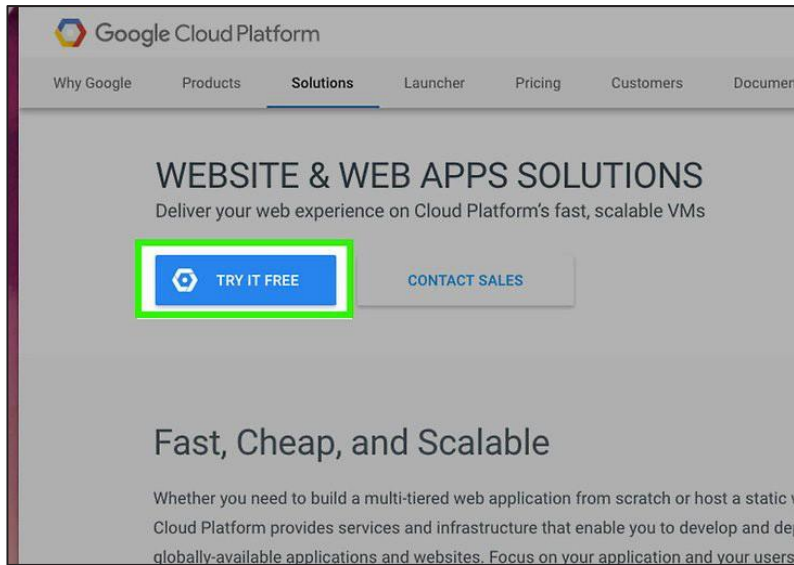 Google Cloud Platform
Why Google Products Solutions Launcher Pricing Customers
WEBSITE & WEB APPS SOLUTIONS
Deliver your web experience on Cloud Platform's fast, scalable VMs
TRY IT FREE CONTACT SALES
Fast, Cheap, and Scalable
Whether you need to build a multi-tiered web application from scratch or host a static
Cloud Platform provides services and infrastructure that enable you to develop and
globally-available applications and websites. Focus on your application and your users